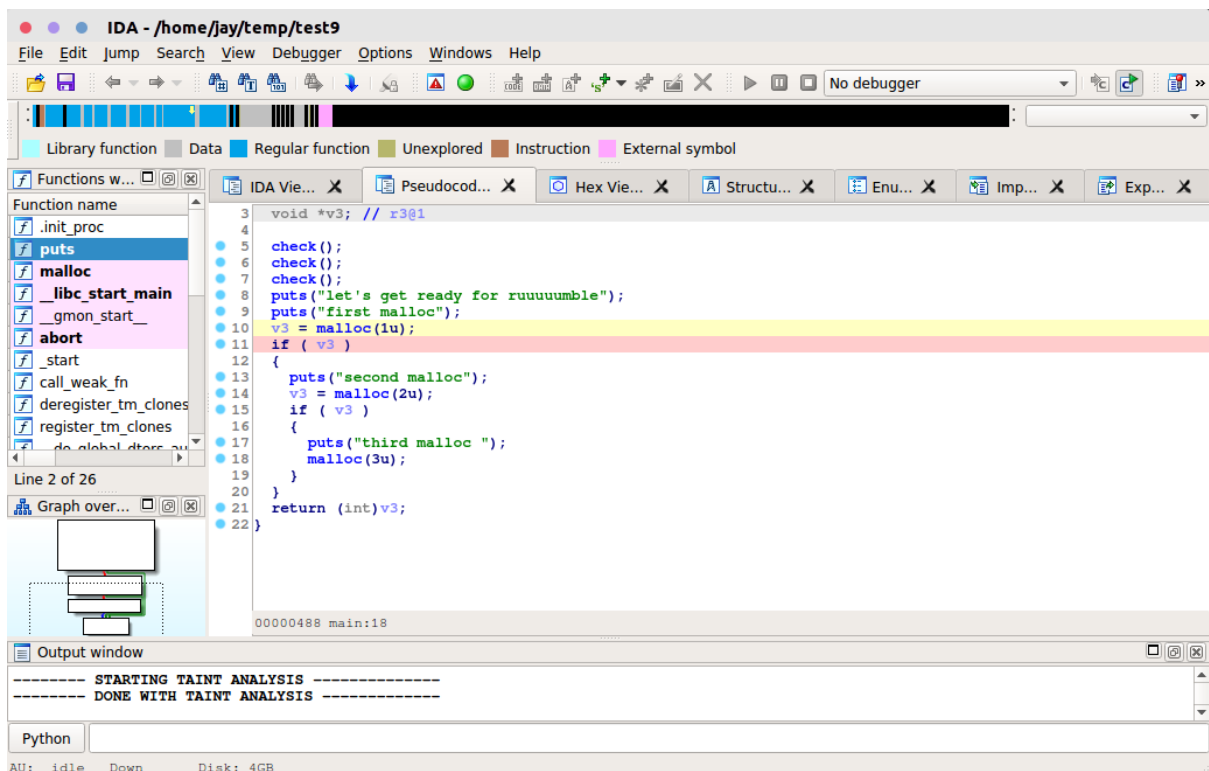 IDA - /home/jay/temp/test9
File Edit Jump Search View Debugger Options Windows Help
No debugger
Library function Data Regular function Unexplored Instruction External symbol
Functions w...
IDA Vie... Pseudocod... Hex Vie... Structu... Enu... Imp... Exp...
Function name
.init_proc
puts
malloc
__libc_start_main
__gmon_start__
abort
_start
call_weak_fn
deregister_tm_clones
register_tm_clones
Line 2 of 26
Graph over...
3 void *v3; // r3@1
4
5 check();
6 check();
7 check();
8 puts("let's get ready for ruuuuumble");
9 puts("first malloc");
10 v3 = malloc(1u);
11 if ( v3 )
12 {
13 puts("second malloc");
14 v3 = malloc(2u);
15 if ( v3 )
16 {
17 puts("third malloc ");
18 malloc(3u);
19 }
20 }
21 return (int)v3;
22 }
00000488 main:18
Output window
-------- STARTING TAINT ANALYSIS --------------
-------- DONE WITH TAINT ANALYSIS -------------
Python
AU: idle Down Disk: 4GB